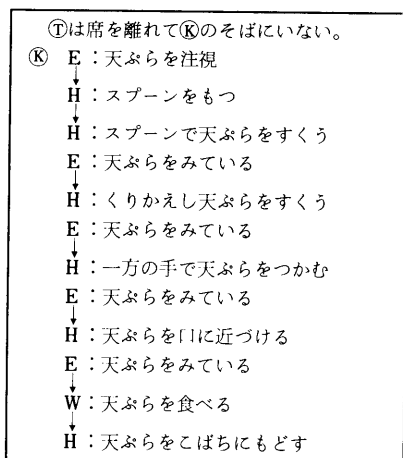 Ⓣは席を離れてⓀのそばにいない。
Ⓚ E：天ぷらを注視
H：スプーンをもつ
H：スプーンで天ぷらをすくう
E：天ぷらをみている
H：くりかえし天ぷらをすくう
E：天ぷらをみている
H：一方の手で天ぷらをつかむ
E：天ぷらをみている
H：天ぷらを口に近づける
E：天ぷらをみている
W：天ぷらを食べる
H：天ぷらをこばちにもどす